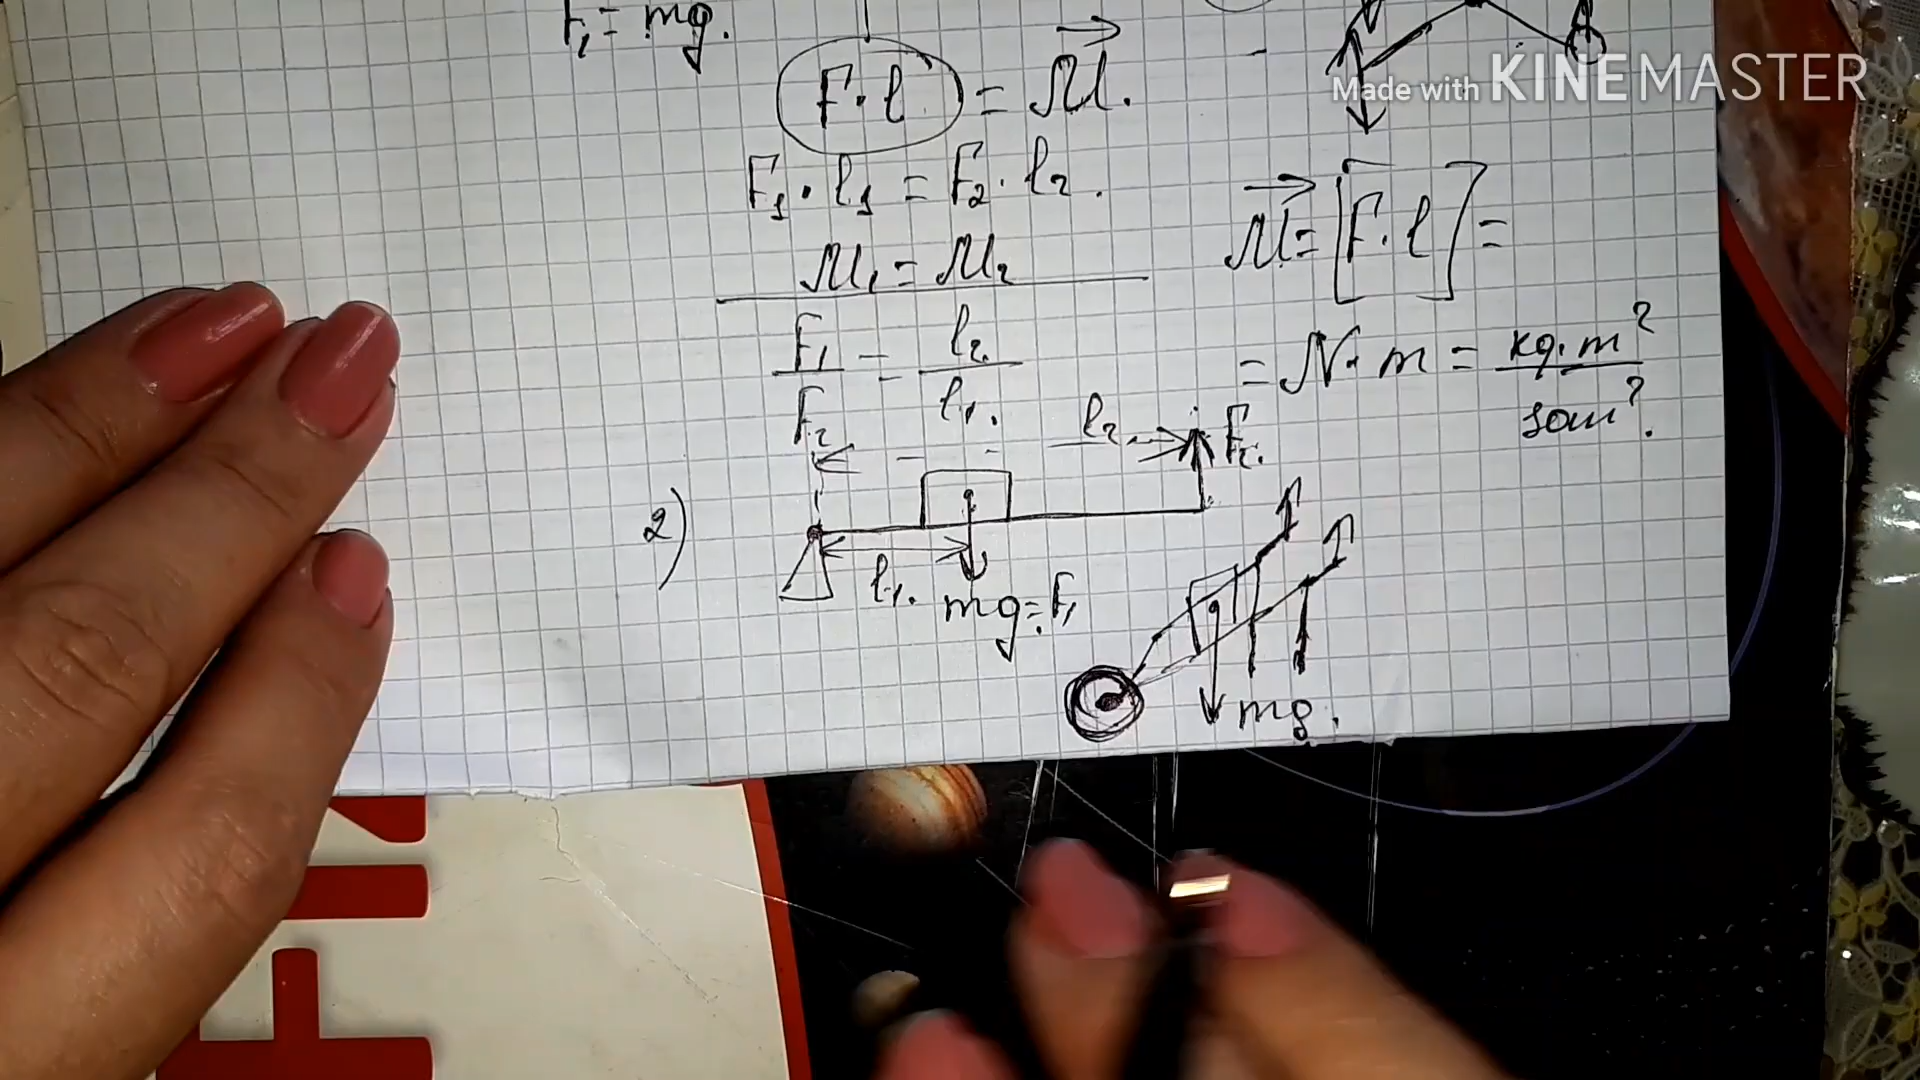 F₁ = mg.
Made with KINEMASTER
F·l = M⃗.
F₁·l₁ = F₂·l₂.
M₁ = M₂
M⃗ = [F·l] =
F₁/F₂ = l₂/l₁.
= N·m = kg·m²/san².
l₂
F₂.
2)
l₁.
mg = F₁
mg.